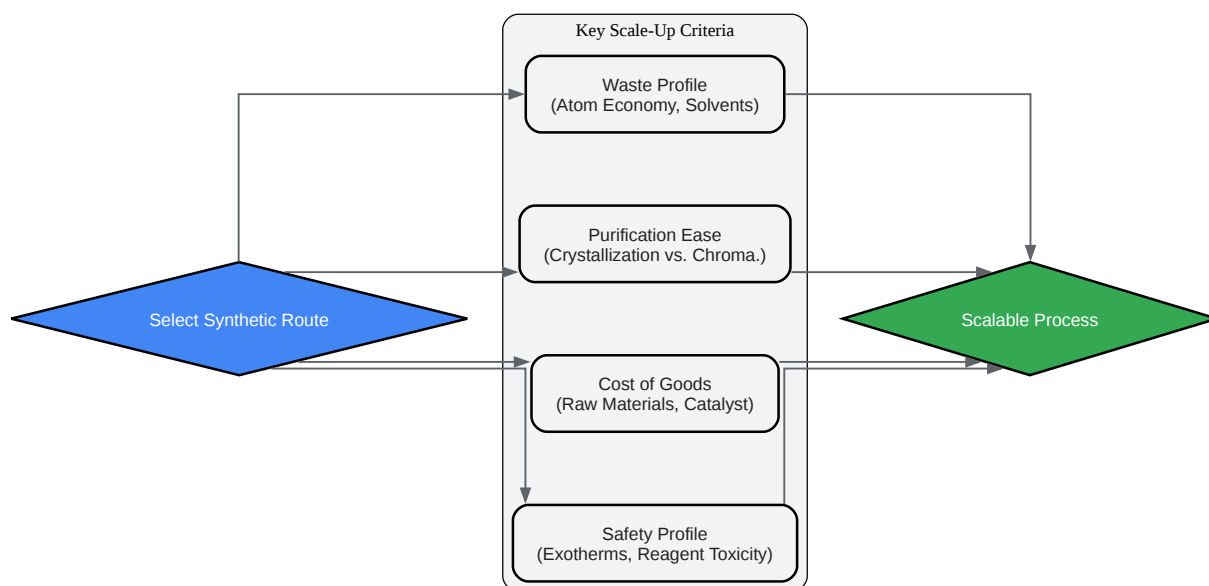 Key Scale-Up Criteria
Waste Profile
(Atom Economy, Solvents)
Purification Ease
(Crystallization vs. Chroma.)
Select Synthetic Route
Scalable Process
Cost of Goods
(Raw Materials, Catalyst)
Safety Profile
(Exotherms, Reagent Toxicity)